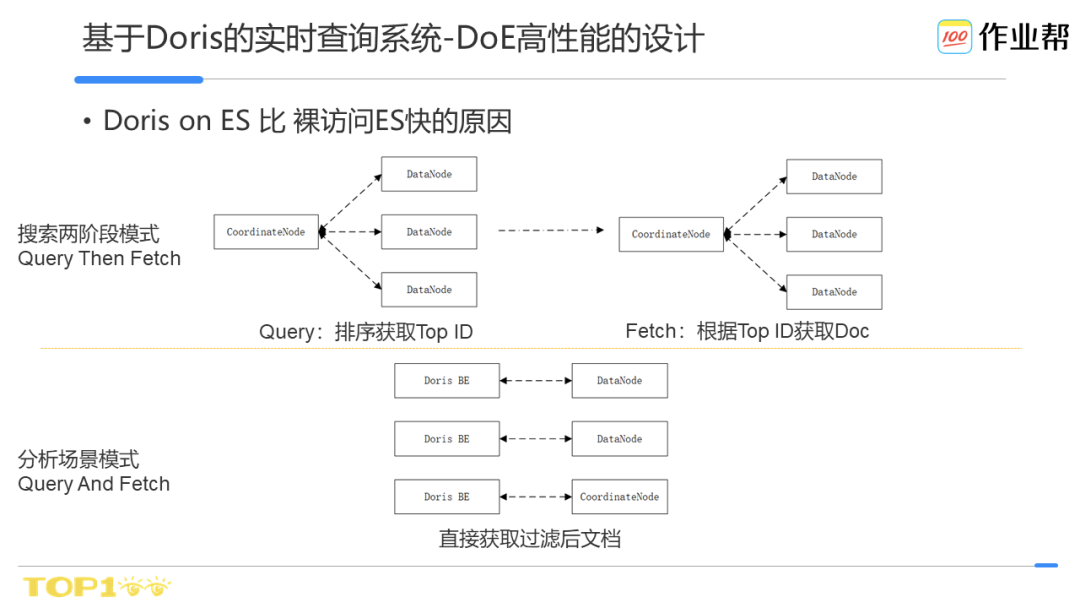 基于Doris的实时查询系统-DoE高性能的设计
100 作业帮
• Doris on ES 比 裸访问ES快的原因
搜索两阶段模式
Query Then Fetch
CoordinateNode
DataNode
DataNode
DataNode
Query：排序获取Top ID
CoordinateNode
DataNode
DataNode
DataNode
Fetch：根据Top ID获取Doc
分析场景模式
Query And Fetch
Doris BE
DataNode
Doris BE
DataNode
Doris BE
CoordinateNode
直接获取过滤后文档
TOP100